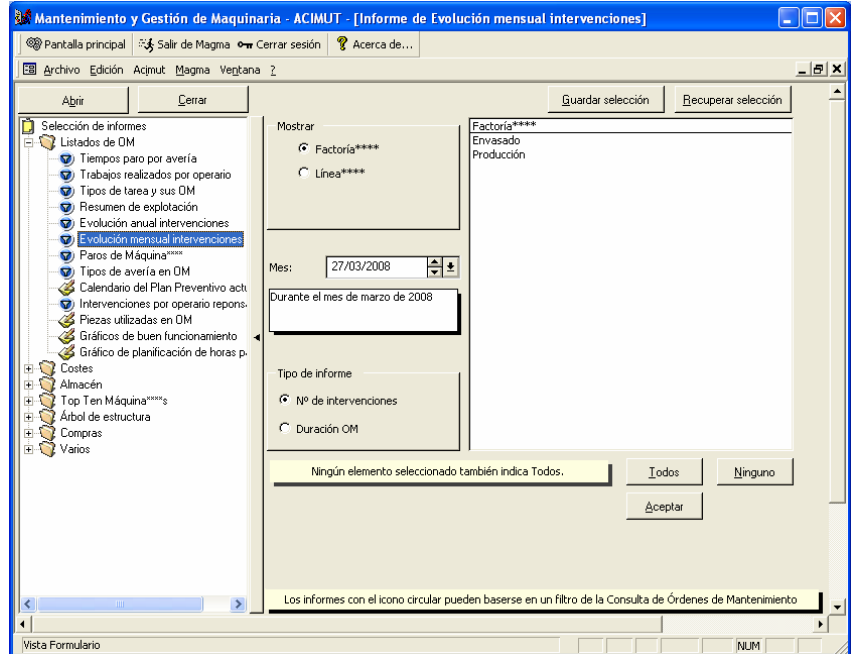 Mantenimiento y Gestión de Maquinaria - ACIMUT - [Informe de Evolución mensual intervenciones]
Pantalla principal Salir de Magma Cerrar sesión Acerca de...
Archivo Edición Acimut Magma Ventana ?
Abrir Cerrar Guardar selección Recuperar selección
Selección de informes
Listados de OM
Tiempos paro por avería
Trabajos realizados por operario
Tipos de tarea y sus OM
Resumen de explotación
Evolución anual intervenciones
Evolución mensual intervenciones
Paros de Máquina****
Tipos de avería en OM
Calendario del Plan Preventivo actu
Intervenciones por operario repons
Piezas utilizadas en OM
Gráficos de buen funcionamiento
Gráfico de planificación de horas p
Costes
Almacén
Top Ten Máquina****s
Árbol de estructura
Compras
Varios
Mostrar
Factoría****
Línea****
Mes: 27/03/2008
Durante el mes de marzo de 2008
Tipo de informe
Nº de intervenciones
Duración OM
Factoría****
Envasado
Producción
Ningún elemento seleccionado también indica Todos.
Todos Ninguno
Aceptar
Los informes con el icono circular pueden baserse en un filtro de la Consulta de Órdenes de Mantenimiento
Vista Formulario NUM